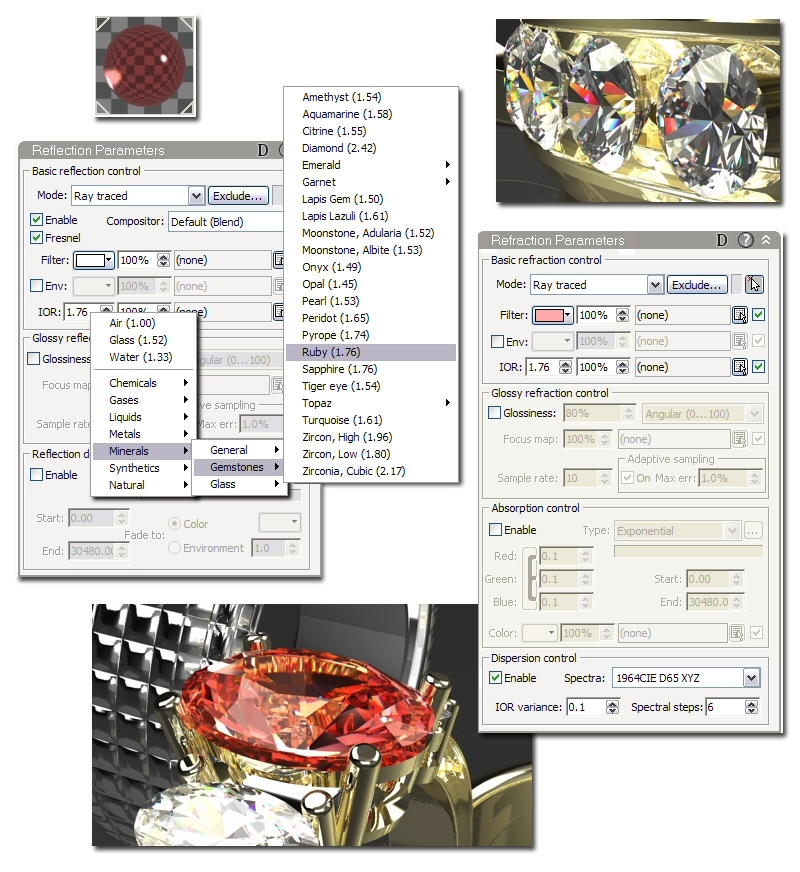 Reflection Parameters D
Basic reflection control
Mode: Ray traced Exclude...
Enable Compositor: Default (Blend)
Fresnel
Filter: 100% (none)
Env: 100% (none)
IOR: 1.76 100% (none)
Glossy refle
Glossiness
ngular (0...100)
Focus map:
Sample rate:
ve sampling
Max err: 1.0%
Reflection d
Enable
Start: 0.00
End: 30480.0(
Fade to:
Color
Environment 1.0
Air (1.00)
Glass (1.52)
Water (1.33)
Chemicals
Gases
Liquids
Metals
Minerals
Synthetics
Natural
General
Gemstones
Glass
Amethyst (1.54)
Aquamarine (1.58)
Citrine (1.55)
Diamond (2.42)
Emerald
Garnet
Lapis Gem (1.50)
Lapis Lazuli (1.61)
Moonstone, Adularia (1.52)
Moonstone, Albite (1.53)
Onyx (1.49)
Opal (1.45)
Pearl (1.53)
Peridot (1.65)
Pyrope (1.74)
Ruby (1.76)
Sapphire (1.76)
Tiger eye (1.54)
Topaz
Turquoise (1.61)
Zircon, High (1.96)
Zircon, Low (1.80)
Zirconia, Cubic (2.17)
Refraction Parameters D ?
Basic refraction control
Mode: Ray traced Exclude...
Filter: 100% (none)
Env: 100% (none)
IOR: 1.76 100% (none)
Glossy refraction control
Glossiness: 80% Angular (0...100)
Focus map: 100% (none)
Adaptive sampling
Sample rate: 10 On Max err: 1.0%
Absorption control
Enable Type: Exponential ...
Red: 0.1
Green: 0.1 Start: 0.00
Blue: 0.1 End: 30480.0
Color: 100% (none)
Dispersion control
Enable Spectra: 1964CIE D65 XYZ
IOR variance: 0.1 Spectral steps: 6